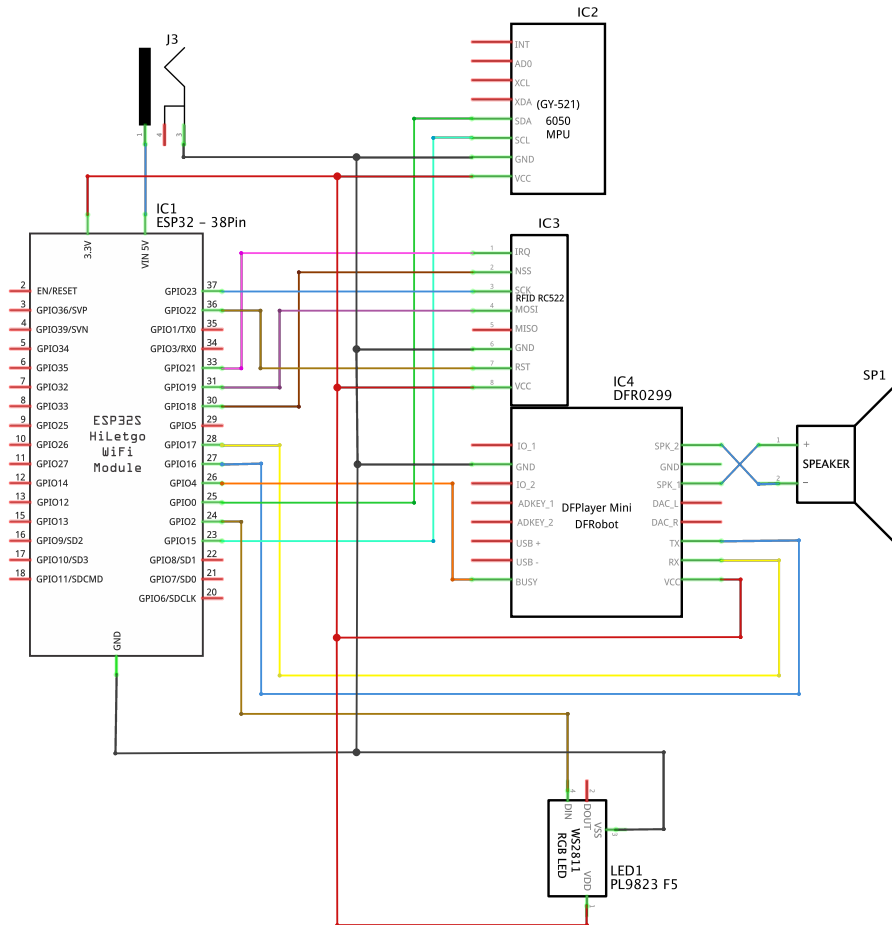 J3
1
4
3
IC2
INT
AD0
XCL
XDA
SDA
SCL
GND
VCC
(GY-521)
6050
MPU
IC1
ESP32 - 38Pin
3.3V
VIN 5V
2 EN/RESET
3 GPIO36/SVP
4 GPIO39/SVN
5 GPIO34
6 GPIO35
7 GPIO32
8 GPIO33
9 GPIO25
10 GPIO26
11 GPIO27
12 GPIO14
13 GPIO12
15 GPIO13
16 GPIO9/SD2
17 GPIO10/SD3
18 GPIO11/SDCMD
ESP32S
HiLetgo
WiFi
Module
GPIO23 37
GPIO22 36
GPIO1/TX0 35
GPIO3/RX0 34
GPIO21 33
GPIO19 31
GPIO18 30
GPIO5 29
GPIO17 28
GPIO16 27
GPIO4 26
GPIO0 25
GPIO2 24
GPIO15 23
GPIO8/SD1 22
GPIO7/SD0 21
GPIO6/SDCLK 20
GND
IC3
1 IRQ
2 NSS
3 SCK
RFID RC522
4 MOSI
5 MISO
6 GND
7 RST
8 VCC
IC4
DFR0299
IO_1
GND
IO_2
ADKEY_1
ADKEY_2
USB +
USB -
BUSY
DFPlayer Mini
DFRobot
SPK_2
GND
SPK_1
DAC_L
DAC_R
TX
RX
VCC
SP1
1 +
SPEAKER
2 −
4
2
DIN
DOUT
VSS
3
WS2811
RGB LED
VDD
1
LED1
PL9823 F5